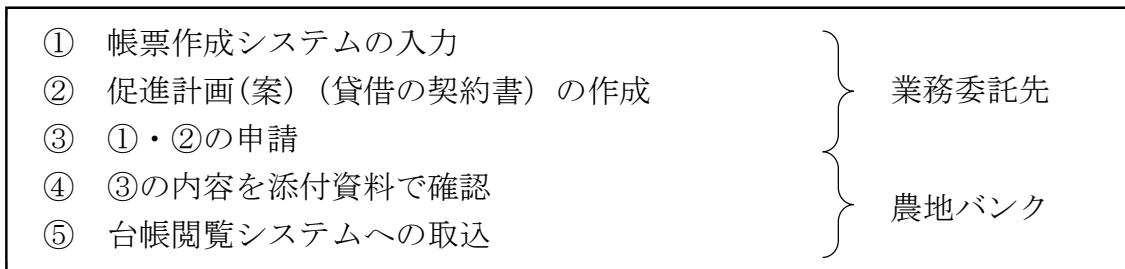 ① 帳票作成システムの入力
② 促進計画(案)(貸借の契約書)の作成
業務委託先
③ ①・②の申請
④ ③の内容を添付資料で確認
農地バンク
⑤ 台帳閲覧システムへの取込